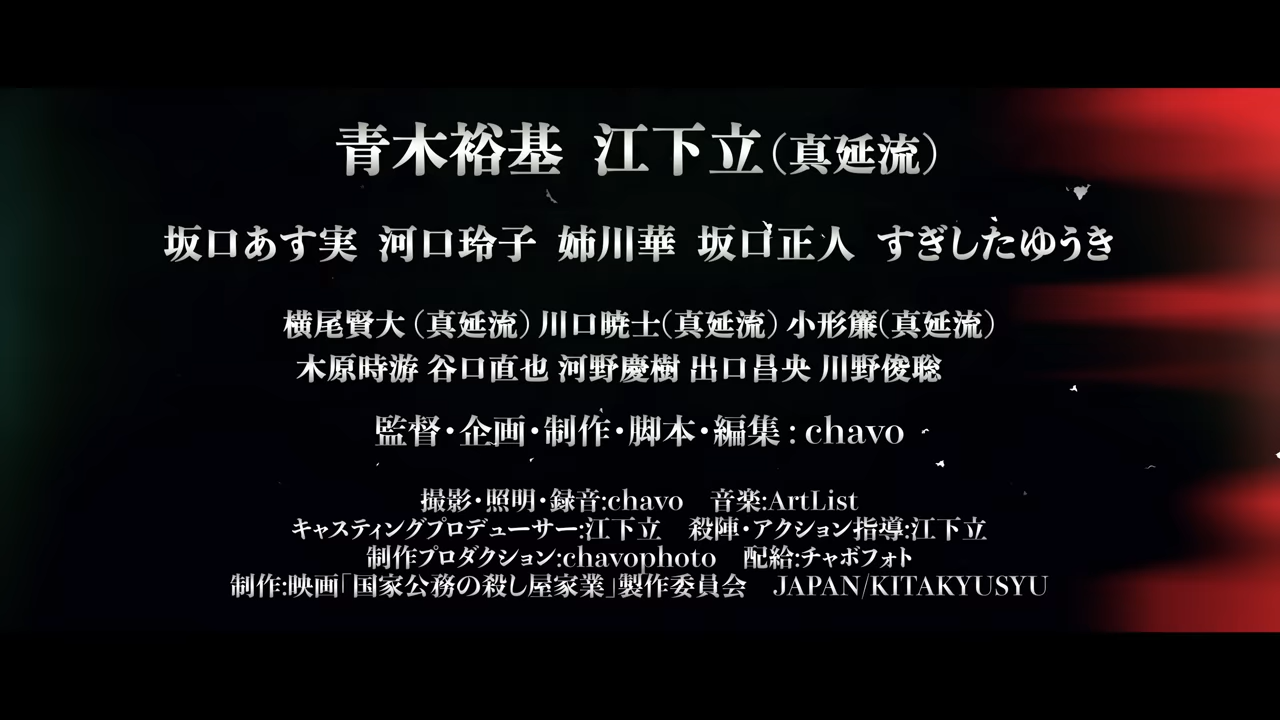 青木裕基 江下立（真延流）
坂口あす実 河口玲子 姉川華 坂口正人 すぎしたゆうき
横尾賢大（真延流）川口暁士（真延流）小形簾（真延流）
木原時游 谷口直也 河野慶樹 出口昌央 川野俊聡
監督・企画・制作・脚本・編集：chavo
撮影・照明・録音:chavo　音楽:ArtList
キャスティングプロデューサー:江下立　殺陣・アクション指導:江下立
制作プロダクション:chavophoto　配給:チャボフォト
制作:映画「国家公務の殺し屋家業」製作委員会　JAPAN/KITAKYUSYU